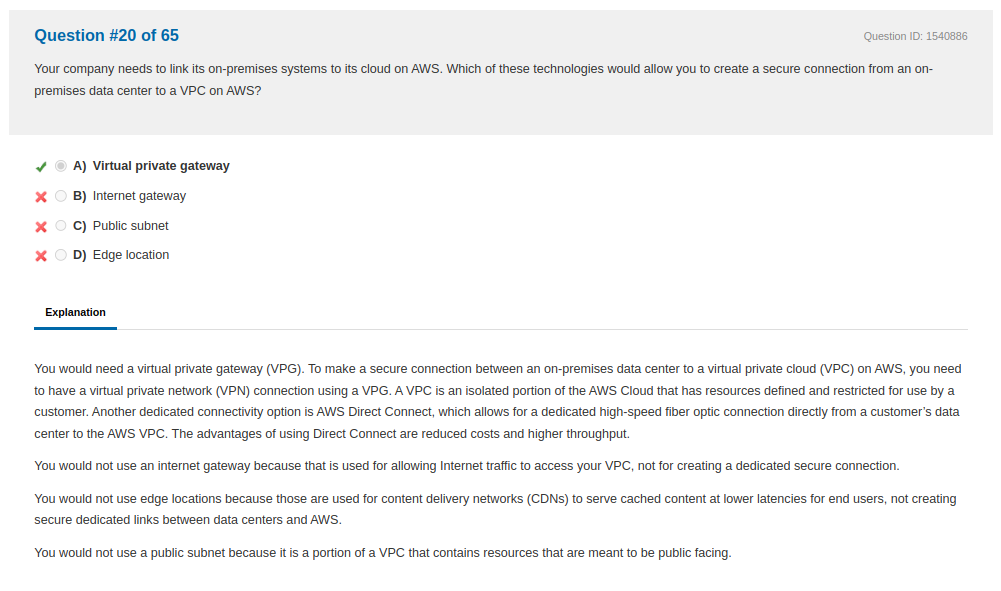 Question #20 of 65
Question ID: 1540886
Your company needs to link its on-premises systems to its cloud on AWS. Which of these technologies would allow you to create a secure connection from an on-
premises data center to a VPC on AWS?
A) Virtual private gateway
B) Internet gateway
C) Public subnet
D) Edge location
Explanation
You would need a virtual private gateway (VPG). To make a secure connection between an on-premises data center to a virtual private cloud (VPC) on AWS, you need
to have a virtual private network (VPN) connection using a VPG. A VPC is an isolated portion of the AWS Cloud that has resources defined and restricted for use by a
customer. Another dedicated connectivity option is AWS Direct Connect, which allows for a dedicated high-speed fiber optic connection directly from a customer’s data
center to the AWS VPC. The advantages of using Direct Connect are reduced costs and higher throughput.
You would not use an internet gateway because that is used for allowing Internet traffic to access your VPC, not for creating a dedicated secure connection.
You would not use edge locations because those are used for content delivery networks (CDNs) to serve cached content at lower latencies for end users, not creating
secure dedicated links between data centers and AWS.
You would not use a public subnet because it is a portion of a VPC that contains resources that are meant to be public facing.